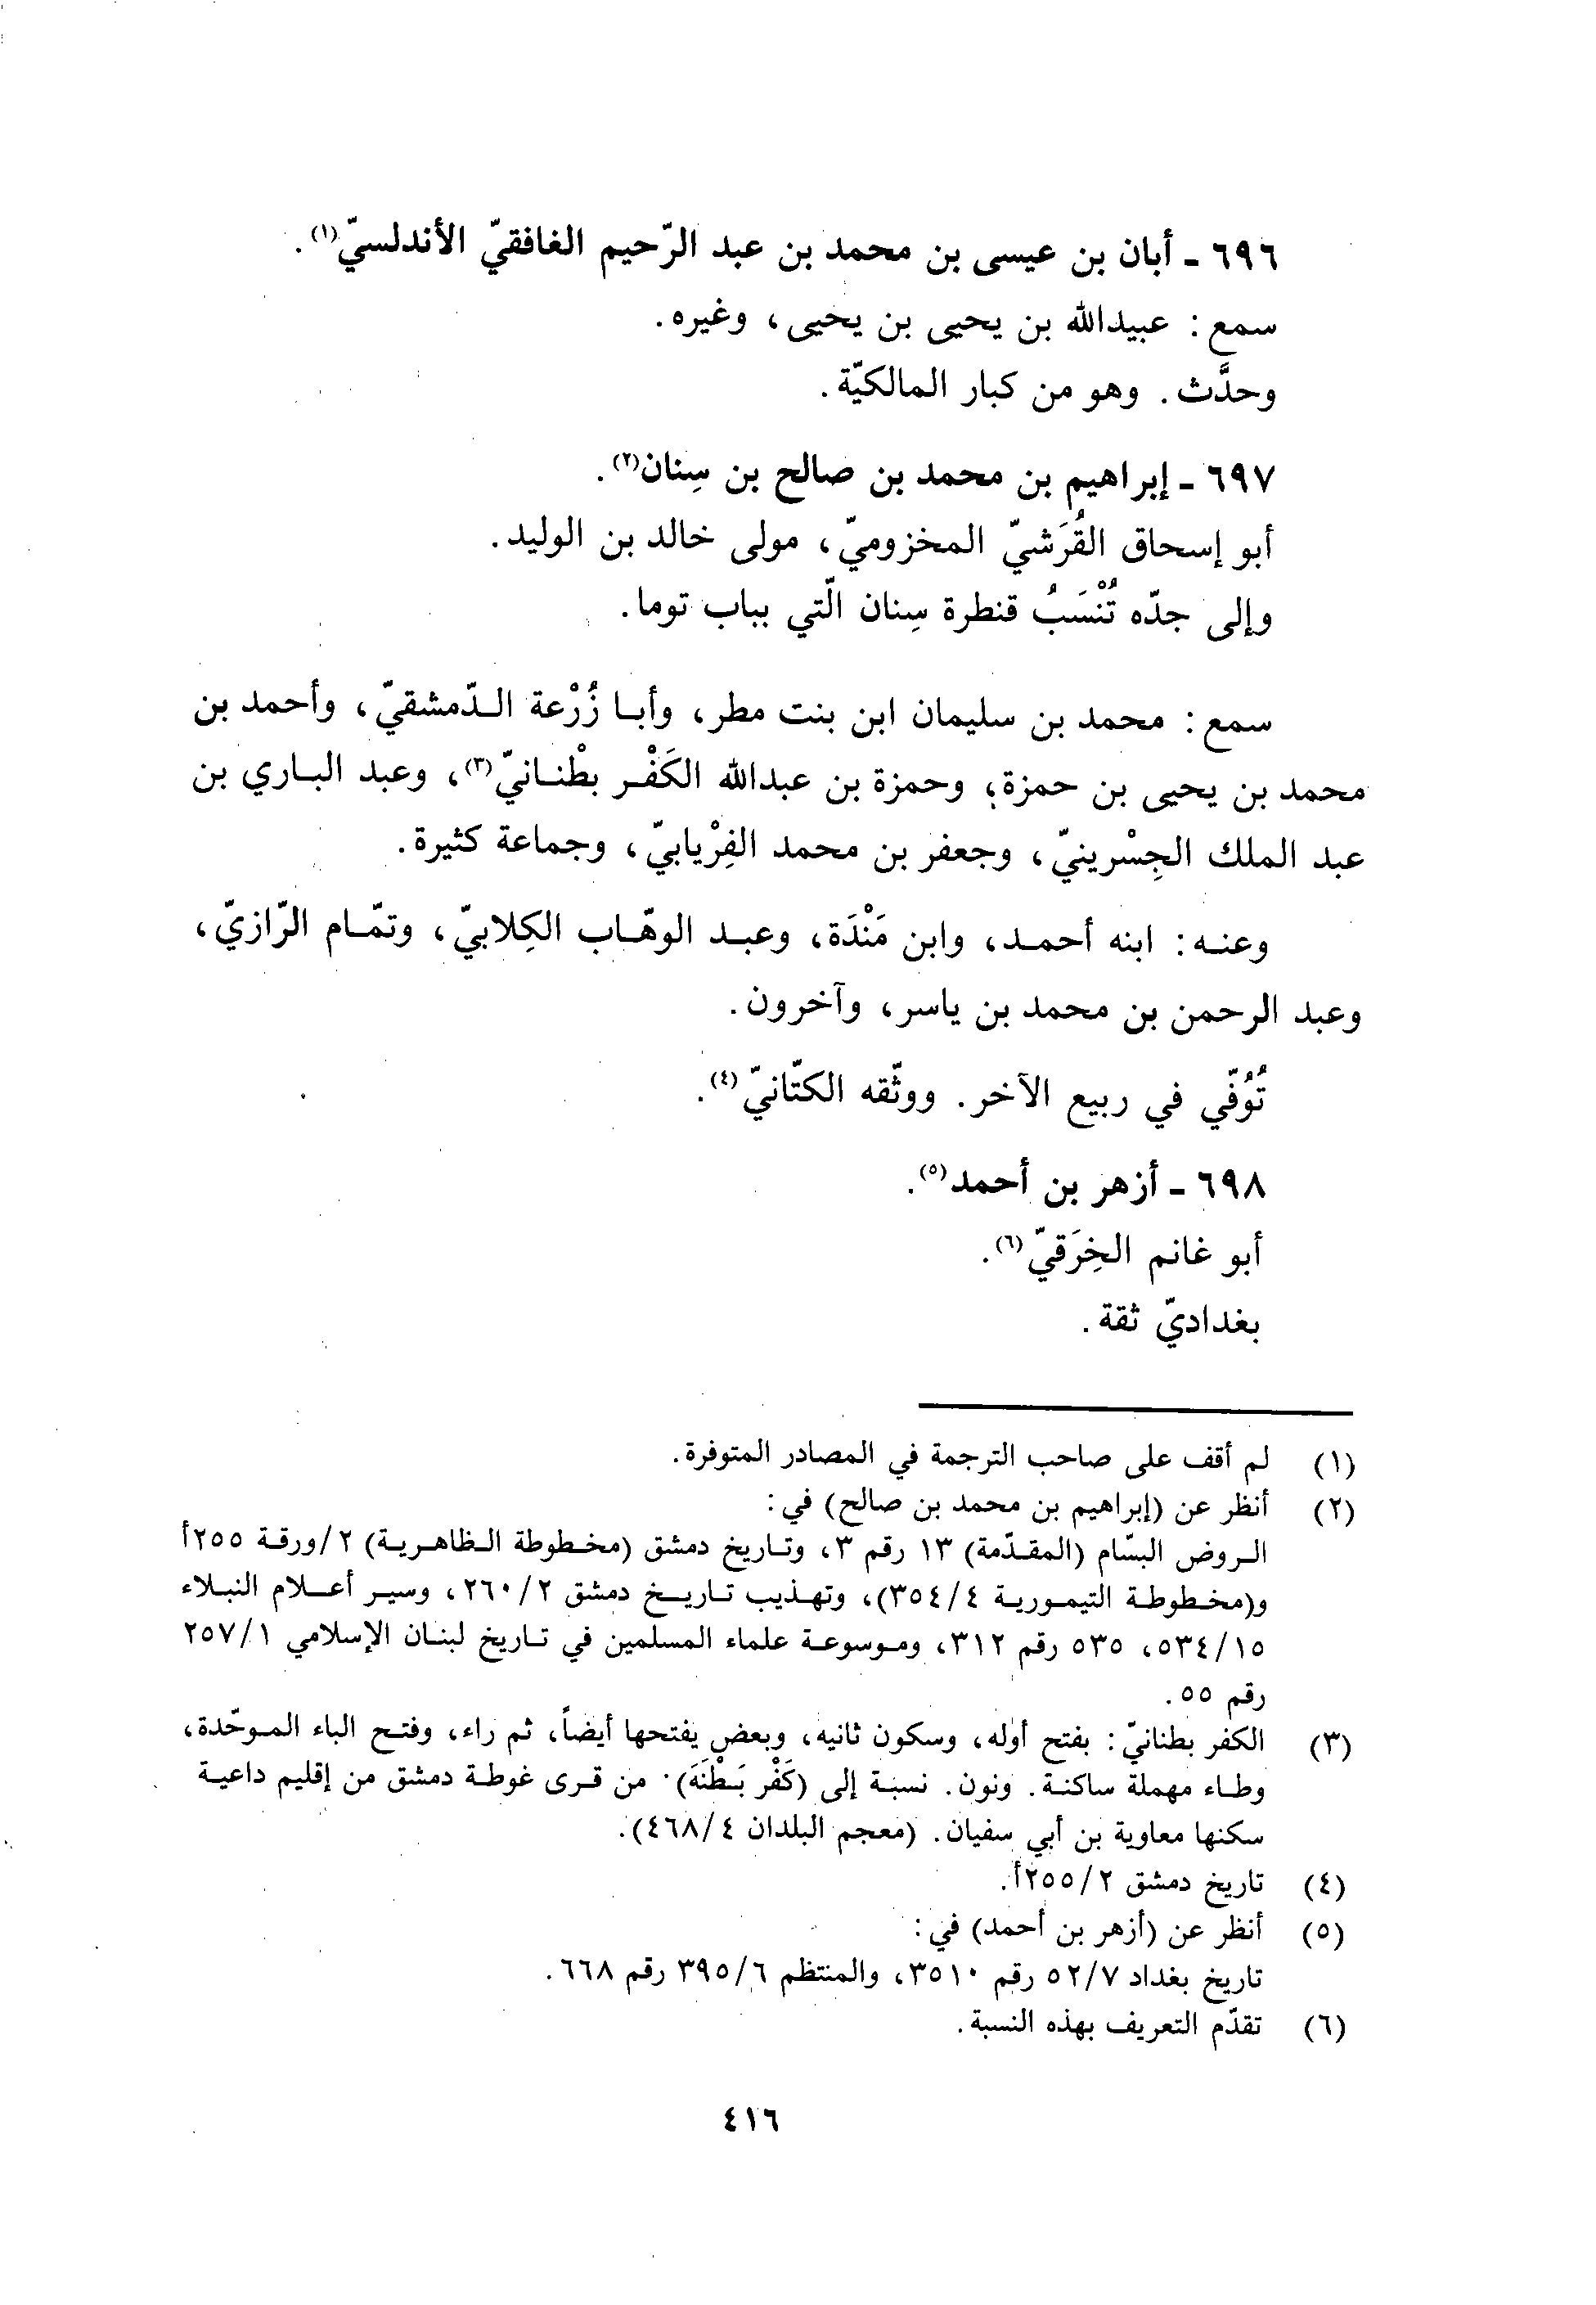 ٦٩٦ - أبان بن عيسى بن محمد بن عبد الرّحيم الغافقيّ الأندلسيّ(١).
سمع: عبيدالله بن يحيى بن يحيى، وغيره.
وحدَّث. وهو من كبار المالكيّة.
٦٩٧ - إبراهيم بن محمد بن صالح بن سِنان(٢).
أبو إسحاق القُرَشيّ المخزوميّ، مولى خالد بن الوليد.
وإلى جدّه تُنْسَبُ قنطرة سِنان الّتي بباب توما.
سمع: محمد بن سليمان ابن بنت مطر، وأبا زُرْعة الدّمشقيّ، وأحمد بن
محمد بن يحيى بن حمزة؛ وحمزة بن عبدالله الكَفْر بطْنانيّ(٣)، وعبد الباري بن
عبد الملك الجِسْرينيّ، وجعفر بن محمد الفِرْيابيّ، وجماعة كثيرة.
وعنه: ابنه أحمد، وابن مَنْدَة، وعبد الوهّاب الكِلابيّ، وتمّام الرّازيّ،
وعبد الرحمن بن محمد بن ياسر، وآخرون.
تُوُفّي في ربيع الآخر. ووثّقه الكتّانيّ(٤).
٦٩٨ - أزهر بن أحمد(٥).
أبو غانم الخِرَقيّ(٦).
بغداديّ ثقة.
(١) لم أقف على صاحب الترجمة في المصادر المتوفرة.
(٢) أنظر عن (إبراهيم بن محمد بن صالح) في:
الروض البسّام (المقدّمة) ١٣ رقم ٣، وتاريخ دمشق (مخطوطة الظاهرية) ٢/ورقة ٢٥٥أ
و(مخطوطة التيمورية ٣٥٤/٤)، وتهذيب تاريخ دمشق ٢٦٠/٢، وسير أعلام النبلاء
٥٣٤/١٥، ٥٣٥ رقم ٣١٢، وموسوعة علماء المسلمين في تاريخ لبنان الإسلامي ٢٥٧/١
رقم ٥٥.
(٣) الكفر بطنانيّ: بفتح أوله، وسكون ثانيه، وبعض يفتحها أيضاً، ثم راء، وفتح الباء الموحّدة،
وطاء مهملة ساكنة. ونون. نسبة إلى (كَفْر بَطْنَة) من قرى غوطة دمشق من إقليم داعية
سكنها معاوية بن أبي سفيان. (معجم البلدان ٤٦٨/٤).
(٤) تاريخ دمشق ٢٥٥/٢أ.
(٥) أنظر عن (أزهر بن أحمد) في:
تاريخ بغداد ٥٢/٧ رقم ٣٥١٠، والمنتظم ٣٩٥/٦ رقم ٦٦٨.
(٦) تقدّم التعريف بهذه النسبة.
٤١٦